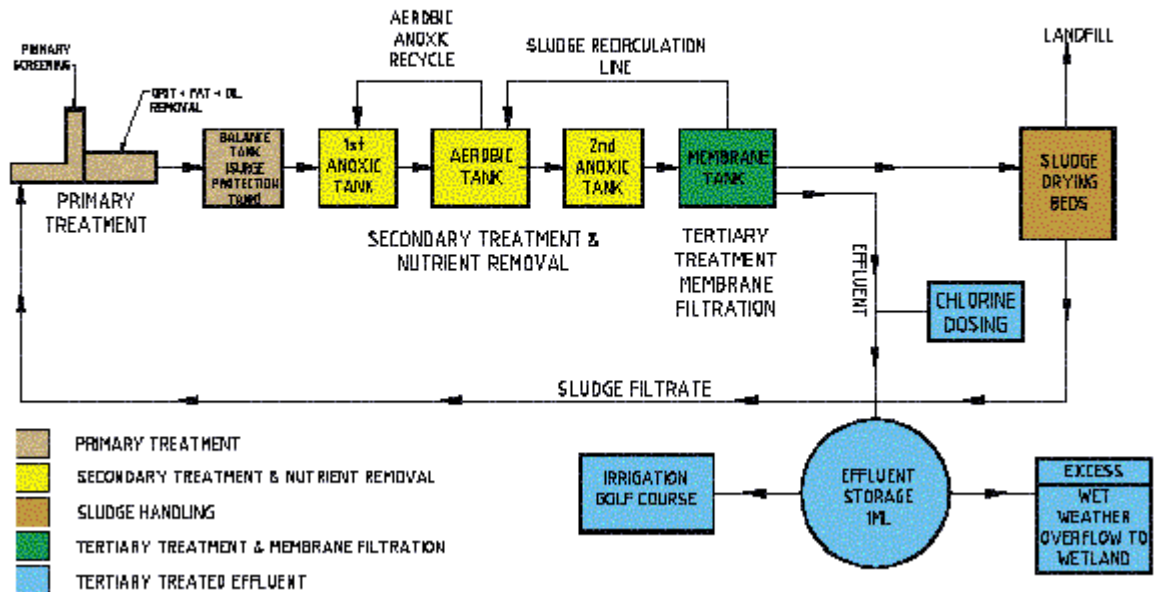 PRIMARY
SCREENING
GRIT + FAT + OIL
REMOVAL
PRIMARY
TREATMENT
BALANCE
TANK
(SURGE
PROTECTION
TANK)
AEROBIC
ANOXIC
RECYCLE
1st
ANOXIC
TANK
AEROBIC
TANK
SLUDGE RECIRCULATION
LINE
2nd
ANOXIC
TANK
SECONDARY TREATMENT &
NUTRIENT REMOVAL
MEMBRANE
TANK
TERTIARY
TREATMENT
MEMBRANE
FILTRATION
EFFLUENT
LANDFILL
SLUDGE
DRYING
BEDS
CHLORINE
DOSING
SLUDGE FILTRATE
PRIMARY TREATMENT
SECONDARY TREATMENT & NUTRIENT REMOVAL
SLUDGE HANDLING
TERTIARY TREATMENT & MEMBRANE FILTRATION
TERTIARY TREATED EFFLUENT
IRRIGATION
GOLF COURSE
EFFLUENT
STORAGE
1ML
EXCESS
WET
WEATHER
OVERFLOW TO
WETLAND